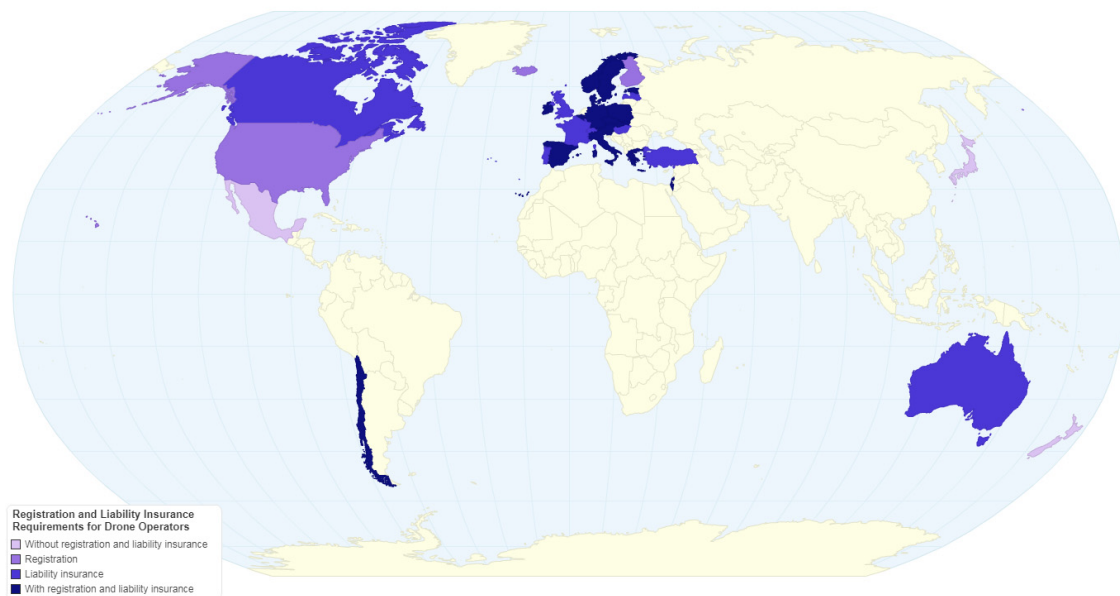 Registration and Liability Insurance
Requirements for Drone Operators
Without registration and liability insurance
Registration
Liability insurance
With registration and liability insurance